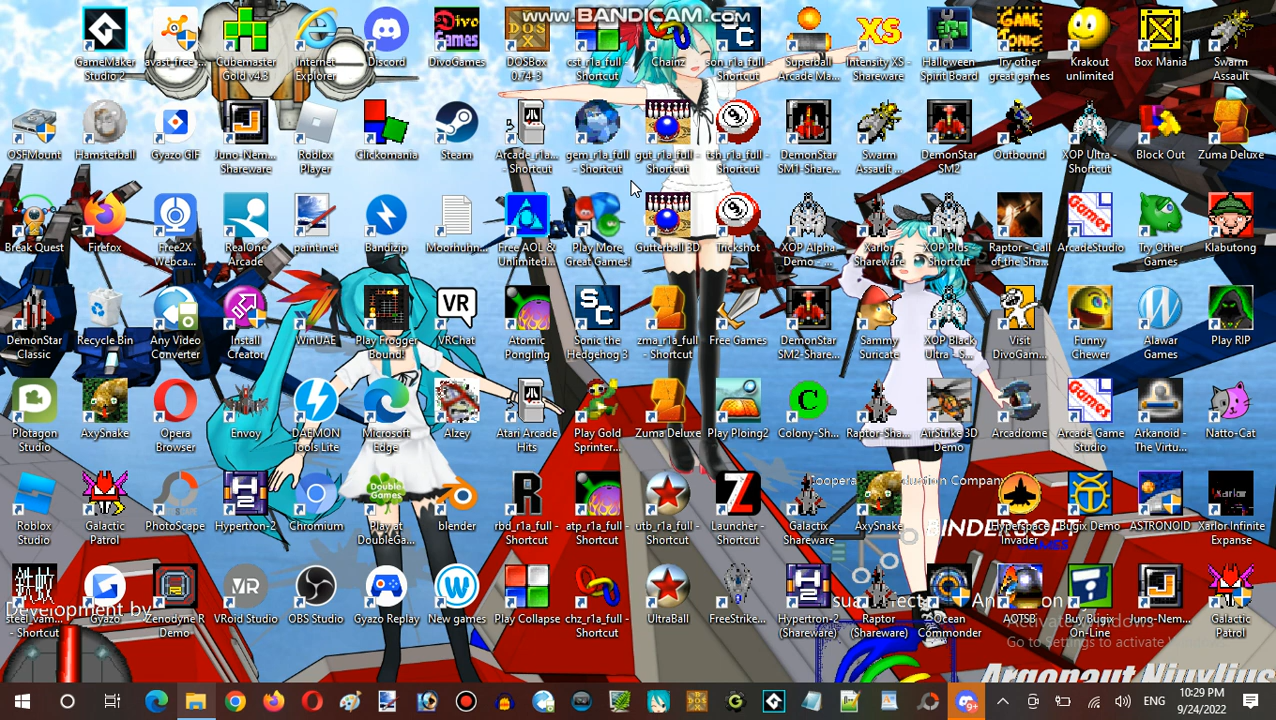 www.BANDICAM.com
GameMaker Studio 2
avast_free_...
Cubemaster Gold v4.3
Internet Explorer
Discord
DivoGames
DOSBox 0.74-3
cst_r1a_full - Shortcut
Chainz
son_r1a_full - Shortcut
Superball Arcade Ma...
Intensity XS - Shareware
Halloween Spirit Board
Try other great games
Krakout unlimited
Box Mania
Swarm Assault
OSFMount
Hamsterball
Gyazo GIF
Juno-Nem... Shareware
Roblox Player
Clickomania
Steam
Arcade_r1a... - Shortcut
gem_r1a_full - Shortcut
gut_r1a_full - Shortcut
tsh_r1a_full - Shortcut
DemonStar SM1-Share...
Swarm Assault ...
DemonStar SM2
Outbound
XOP Ultra - Shortcut
Block Out
Zuma Deluxe
Break Quest
Firefox
Free2X Webca...
RealOne Arcade
paint.net
Bandizip
Moorhuhn...
Free AOL & Unlimited...
Play More Great Games!
Gutterball 3D
Trickshot
XOP Alpha Demo - ...
Xarlor Shareware
XOP Plus - Shortcut
Raptor - Call of the Sha...
ArcadeStudio
Try Other Games
Klabutong
DemonStar Classic
Recycle Bin
Any Video Converter
Install Creator
WinUAE
Play Frogger Bound!
VRChat
Atomic Pongling
Sonic the Hedgehog 3
zma_r1a_full - Shortcut
Free Games
DemonStar SM2-Share...
Sammy Suricate
XOP Black Ultra - S...
Visit DivoGam...
Funny Chewer
Alawar Games
Play RIP
Plotagon Studio
AxySnake
Opera Browser
Envoy
DAEMON Tools Lite
Microsoft Edge
Alzey
Atari Arcade Hits
Play Gold Sprinter...
Zuma Deluxe
Play Ploing2
Colony-Sh...
Raptor-Sha...
AirStrike 3D Demo
Arcadrome
Arcade Game Studio
Arkanoid - The Virtu...
Natto-Cat
Roblox Studio
Galactic Patrol
PhotoScape
Hypertron-2
Chromium
Play at DoubleGa...
blender
rbd_r1a_full - Shortcut
atp_r1a_full - Shortcut
utb_r1a_full - Shortcut
Launcher - Shortcut
Galactix Shareware
AxySnake
Hyperspace Invader
Bugix Demo
ASTRONOID
Xarlor Infinite Expanse
Gyazo
Zenodyne R Demo
VRoid Studio
OBS Studio
Gyazo Replay
New games
Play Collapse
chz_r1a_full - Shortcut
UltraBall
FreeStrike...
Hypertron-2 (Shareware)
Raptor (Shareware)
Ocean Commonder
AOTSB
Buy Bugix On-Line
Juno-Nem... Shareware
Galactic Patrol
Development by
Activate Windows
Go to Settings to activate Windows.
ENG
10:29 PM
9/24/2022